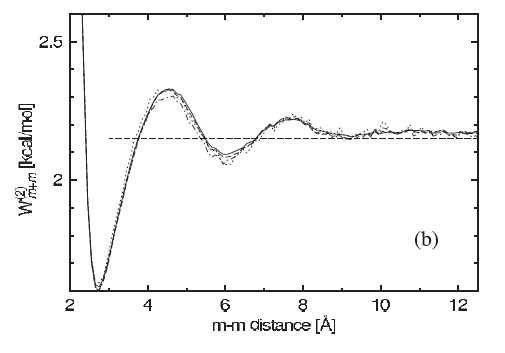 2.5
2
W(2)m+m [kcal/mol]
(b)
2 4 6 8 10 12
m-m distance [Å]